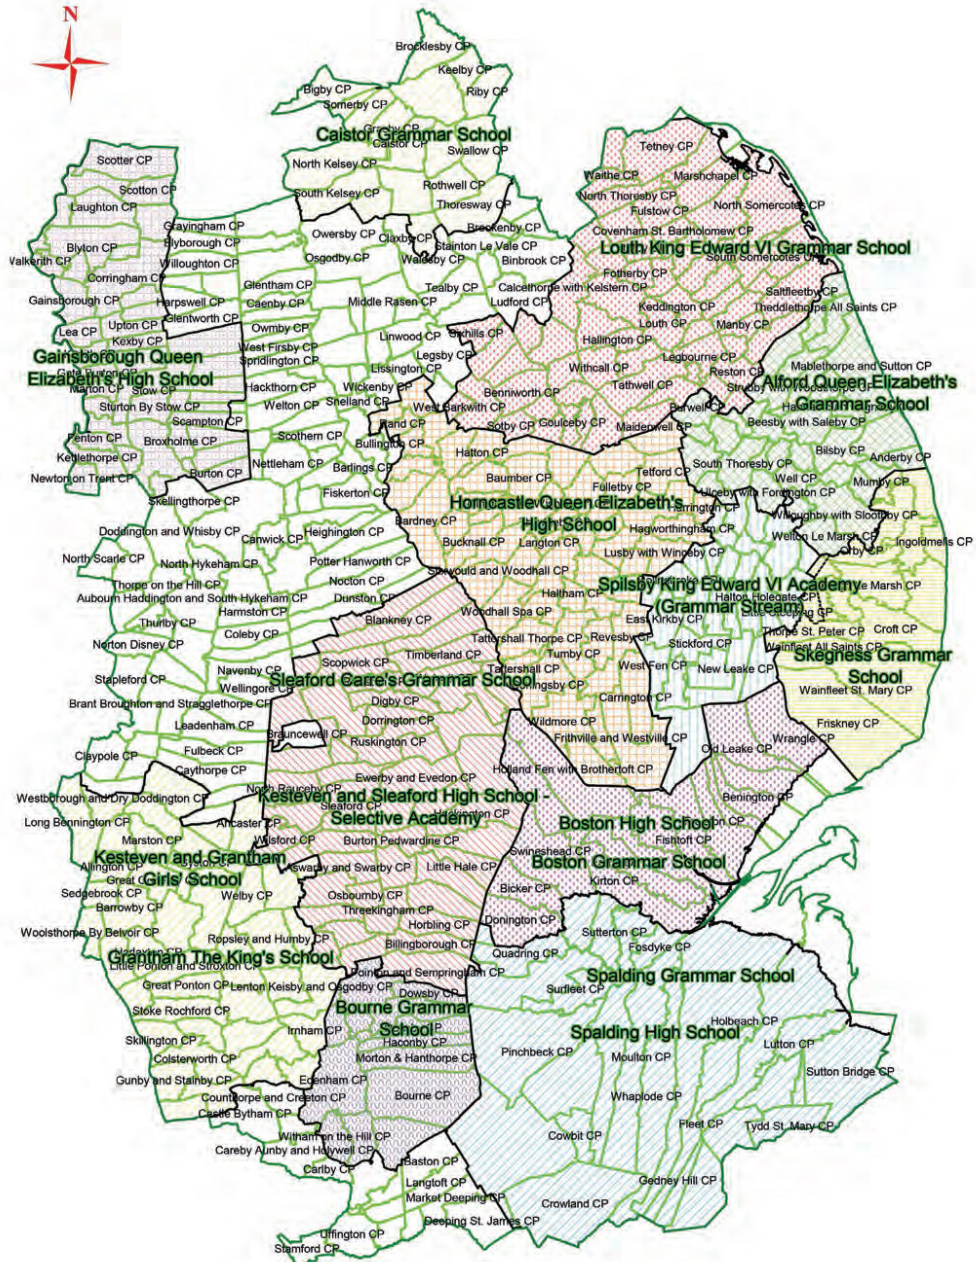 N
Brocklesby CP
Keelby CP
Bigby CP
Riby CP
Somerby CP
Caistor Grammar School
Caistor CP
Swallow CP
Tetney CP
Scotter CP
North Kelsey CP
Waithe CP
Marshchapel CP
Scotton CP
South Kelsey CP
Rothwell CP
North Thoresby CP
Laughton CP
Thoresway CP
Fulstow CP
North Somercotes CP
Grayingham CP
Owersby CP
Claxby CP
Brookenby CP
Covenham St. Bartholomew CP
Blyton CP
Blyborough CP
Stainton Le Vale CP
Louth King Edward VI Grammar School
Walkerith CP
Willoughton CP
Osgodby CP
Walesby CP
Binbrook CP
South Somercotes CP
Corringham CP
Glentham CP
Tealby CP
Calcethorpe with Kelstern CP
Fotherby CP
Gainsborough CP
Harpswell CP
Caenby CP
Middle Rasen CP
Ludford CP
Keddington CP
Saltfleetby CP
Theddlethorpe All Saints CP
Lea CP
Upton CP
Glentworth CP
Owmby CP
Linwood CP
Sixhills CP
Louth CP
Manby CP
Kexby CP
West Firsby CP
Legsby CP
Hallington CP
Legbourne CP
Gainsborough Queen
Elizabeth's High School
Spridlington CP
Lissington CP
Withcall CP
Reston CP
Mablethorpe and Sutton CP
Marton CP
Stow CP
Hackthorn CP
Wickenby CP
Benniworth CP
Tathwell CP
Alford Queen Elizabeth's
Grammar School
Sturton By Stow CP
Welton CP
Snelland CP
West Barkwith CP
Burwell CP
Scampton CP
Rand CP
Sotby CP
Goulceby CP
Maidenwell CP
Beesby with Saleby CP
Fenton CP
Broxholme CP
Scothern CP
Bullington CP
Hatton CP
Bilsby CP
Anderby CP
Kettlethorpe CP
Nettleham CP
Barlings CP
Tetford CP
South Thoresby CP
Newton on Trent CP
Burton CP
Baumber CP
Fulletby CP
Well CP
Mumby CP
Skellingthorpe CP
Fiskerton CP
Horncastle Queen Elizabeth's
High School
Ulceby with Fordington CP
Bardney CP
Willoughby with Sloothby CP
Doddington and Whisby CP
Canwick CP
Heighington CP
Bucknall CP
Langton CP
Hagworthingham CP
Welton Le Marsh CP
Ingoldmells CP
Orby CP
North Scarle CP
North Hykeham CP
Potter Hanworth CP
Stixwould and Woodhall CP
Lusby with Winceby CP
Thorpe on the Hill CP
Nocton CP
Haltham CP
Spilsby King Edward VI Academy
(Grammar Stream)
Aubourn Haddington and South Hykeham CP
Dunston CP
Halton Holegate CP
Harmston CP
Woodhall Spa CP
Little Steeping CP
Thurlby CP
Blankney CP
East Kirkby CP
Coleby CP
Tattershall Thorpe CP
Revesby CP
Thorpe St. Peter CP
Croft CP
Norton Disney CP
Timberland CP
Tumby CP
Stickford CP
Wainfleet All Saints CP
Scopwick CP
Tattershall CP
West Fen CP
New Leake CP
Skegness Grammar
School
Navenby CP
Sleaford Carre's Grammar School
Stapleford CP
Wellingore CP
Wainfleet St. Mary CP
Digby CP
Carrington CP
Brant Broughton and Stragglethorpe CP
Dorrington CP
Wildmore CP
Friskney CP
Leadenham CP
Brauncewell CP
Ruskington CP
Frithville and Westville CP
Old Leake CP
Wrangle CP
Fulbeck CP
Claypole CP
Caythorpe CP
Ewerby and Evedon CP
Holland Fen with Brothertoft CP
North Rauceby CP
Westborough and Dry Doddington CP
Kesteven and Sleaford High School -
Selective Academy
Benington CP
Sleaford CP
Long Bennington CP
Ancaster CP
Boston High School
Marston CP
Wilsford CP
Burton Pedwardine CP
Fishtoft CP
Kesteven and Grantham
Girls' School
Swineshead CP
Allington CP
Aswarby and Swarby CP
Little Hale CP
Boston Grammar School
Sedgebrook CP
Welby CP
Osbournby CP
Bicker CP
Kirton CP
Barrowby CP
Threekingham CP
Donington CP
Woolsthorpe By Belvoir CP
Ropsley and Humby CP
Horbling CP
Sutterton CP
Billingborough CP
Fosdyke CP
Grantham The King's School
Quadring CP
Little Ponton and Stroxton CP
Pointon and Sempringham CP
Spalding Grammar School
Great Ponton CP
Lenton Keisby and Osgodby CP
Dowsby CP
Surfleet CP
Stoke Rochford CP
Bourne Grammar
School
Holbeach CP
Irnham CP
Spalding High School
Skillington CP
Haconby CP
Lutton CP
Colsterworth CP
Morton & Hanthorpe CP
Pinchbeck CP
Moulton CP
Sutton Bridge CP
Gunby and Stainby CP
Edenham CP
Counthorpe and Creeton CP
Bourne CP
Whaplode CP
Castle Bytham CP
Fleet CP
Tydd St. Mary CP
Witham on the Hill CP
Cowbit CP
Careby Aunby and Holywell CP
Baston CP
Carlby CP
Langtoft CP
Gedney Hill CP
Market Deeping CP
Crowland CP
Deeping St. James CP
Uffington CP
Stamford CP